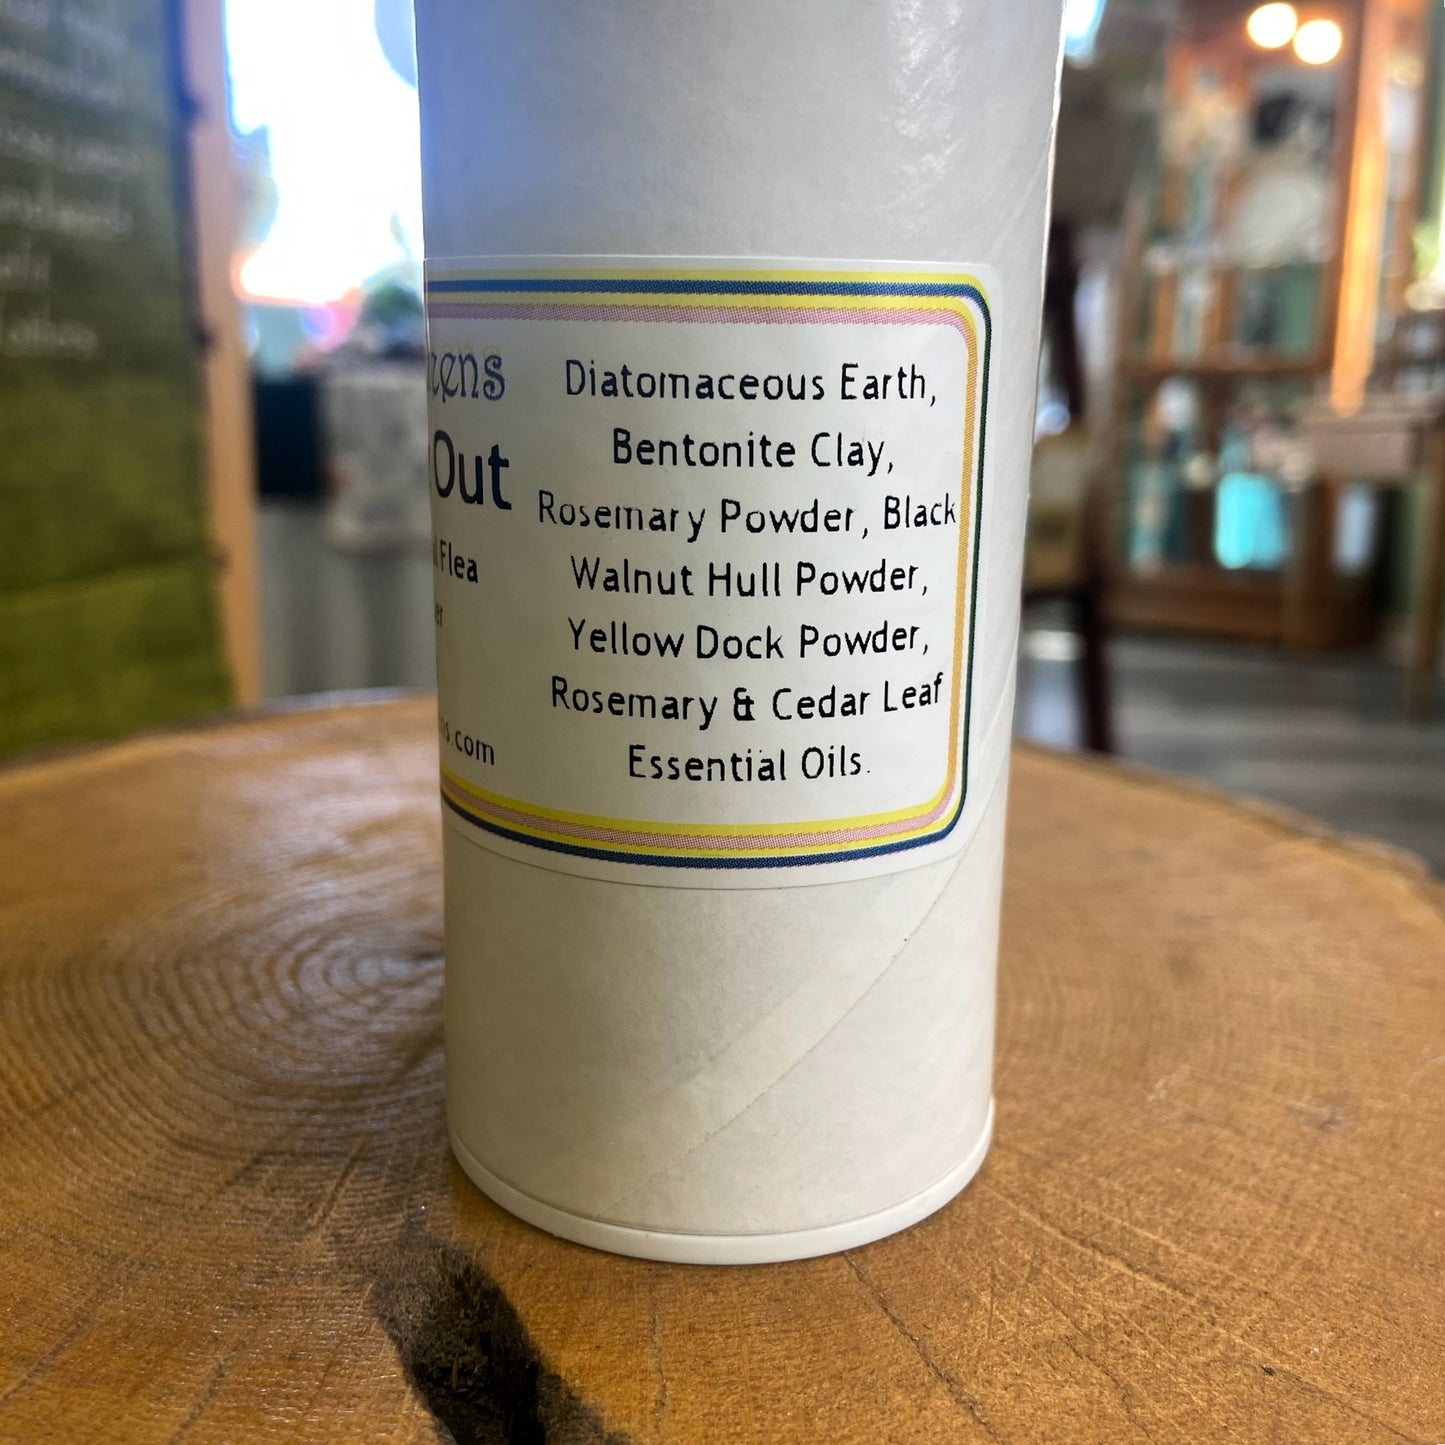 Out
Flea
.com
Diatomaceous Earth,
Bentonite Clay,
Rosemary Powder, Black
Walnut Hull Powder,
Yellow Dock Powder,
Rosemary & Cedar Leaf
Essential Oils.